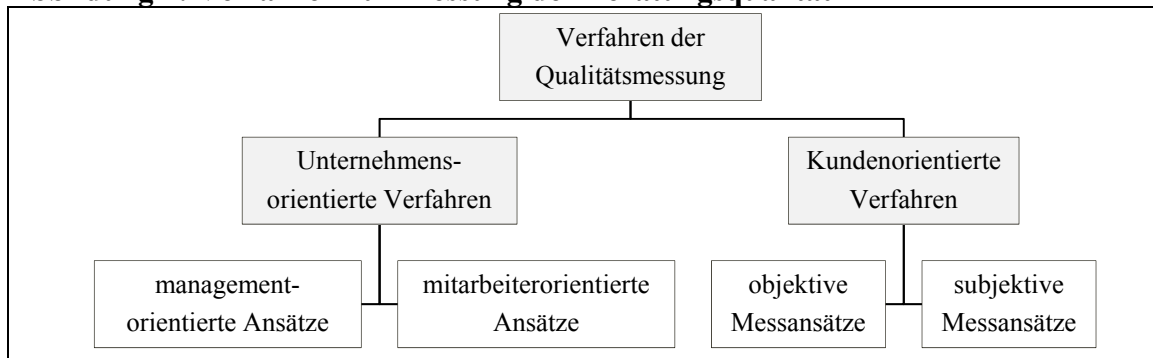 Verfahren der
Qualitätsmessung
Unternehmens-
orientierte Verfahren
Kundenorientierte
Verfahren
management-
orientierte Ansätze
mitarbeiterorientierte
Ansätze
objektive
Messansätze
subjektive
Messansätze